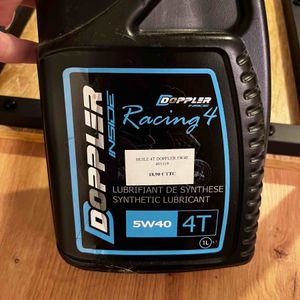 DOPPLER
INSIDE
DOPPLER
INSIDE
Racing 4
HUILE 4T DOPPLER 5W40
18,90 € TTC
LUBRIFIANT DE SYNTHESE
SYNTHETIC LUBRICANT
5W40
4T
1L